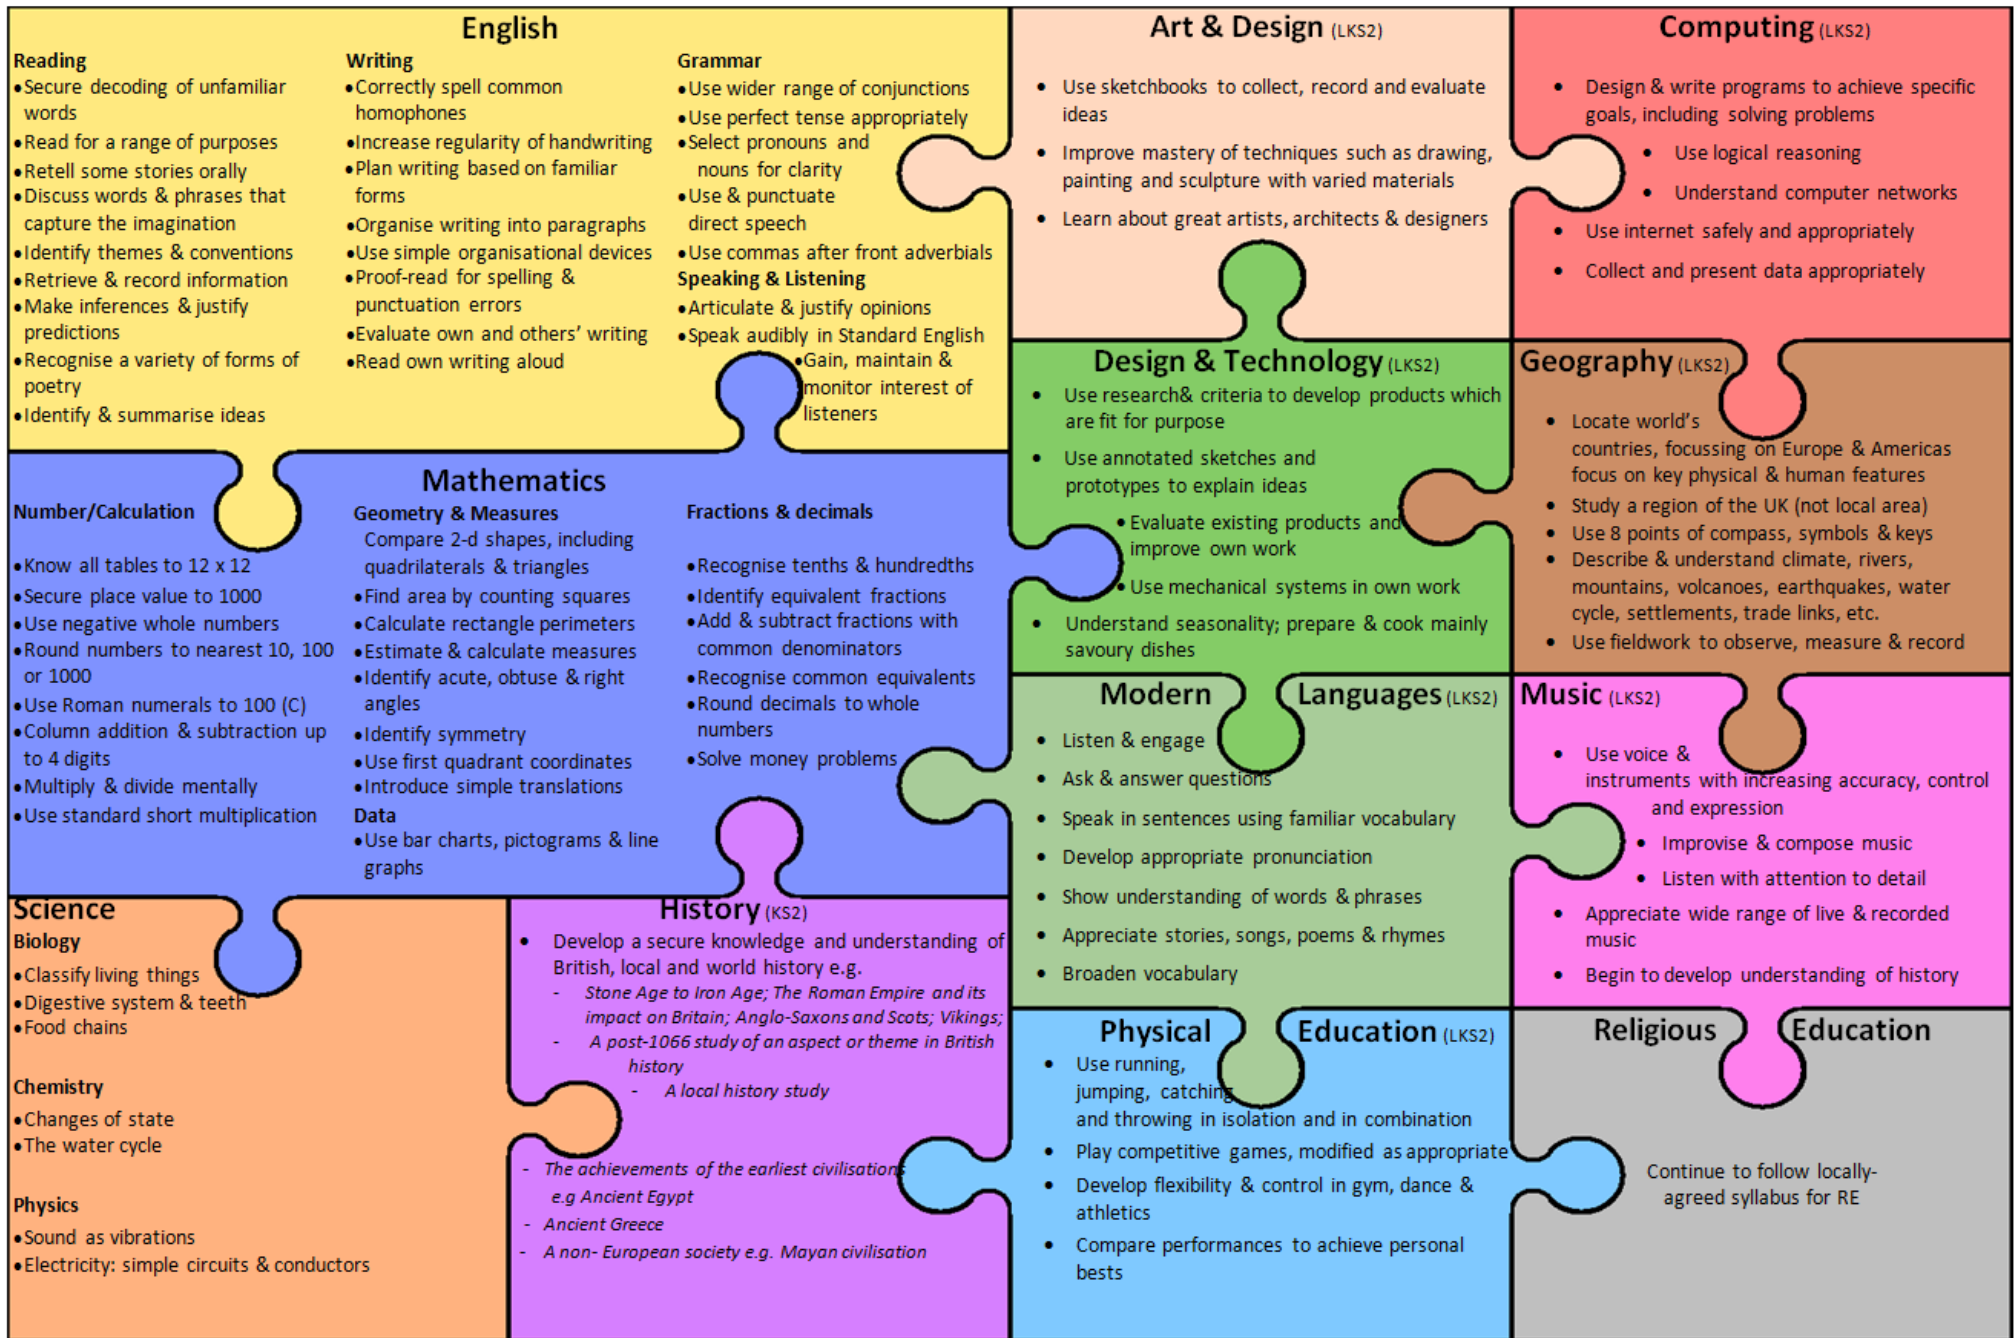 English
Reading
•Secure decoding of unfamiliar
words
•Read for a range of purposes
•Retell some stories orally
•Discuss words & phrases that
capture the imagination
•Identify themes & conventions
•Retrieve & record information
•Make inferences & justify
predictions
•Recognise a variety of forms of
poetry
•Identify & summarise ideas
Writing
•Correctly spell common
homophones
•Increase regularity of handwriting
•Plan writing based on familiar
forms
•Organise writing into paragraphs
•Use simple organisational devices
•Proof-read for spelling &
punctuation errors
•Evaluate own and others’ writing
•Read own writing aloud
Grammar
•Use wider range of conjunctions
•Use perfect tense appropriately
•Select pronouns and
nouns for clarity
•Use & punctuate
direct speech
•Use commas after front adverbials
Speaking & Listening
•Articulate & justify opinions
•Speak audibly in Standard English
•Gain, maintain &
monitor interest of
listeners
Art & Design (LKS2)
• Use sketchbooks to collect, record and evaluate
ideas
• Improve mastery of techniques such as drawing,
painting and sculpture with varied materials
• Learn about great artists, architects & designers
Computing (LKS2)
• Design & write programs to achieve specific
goals, including solving problems
• Use logical reasoning
• Understand computer networks
• Use internet safely and appropriately
• Collect and present data appropriately
Mathematics
Number/Calculation
•Know all tables to 12 x 12
•Secure place value to 1000
•Use negative whole numbers
•Round numbers to nearest 10, 100
or 1000
•Use Roman numerals to 100 (C)
•Column addition & subtraction up
to 4 digits
•Multiply & divide mentally
•Use standard short multiplication
Geometry & Measures
Compare 2-d shapes, including
quadrilaterals & triangles
•Find area by counting squares
•Calculate rectangle perimeters
•Estimate & calculate measures
•Identify acute, obtuse & right
angles
•Identify symmetry
•Use first quadrant coordinates
•Introduce simple translations
Data
•Use bar charts, pictograms & line
graphs
Fractions & decimals
•Recognise tenths & hundredths
•Identify equivalent fractions
•Add & subtract fractions with
common denominators
•Recognise common equivalents
•Round decimals to whole
numbers
•Solve money problems
Design & Technology (LKS2)
• Use research& criteria to develop products which
are fit for purpose
• Use annotated sketches and
prototypes to explain ideas
• Evaluate existing products and
improve own work
• Use mechanical systems in own work
• Understand seasonality; prepare & cook mainly
savoury dishes
Geography (LKS2)
• Locate world’s
countries, focussing on Europe & Americas
focus on key physical & human features
• Study a region of the UK (not local area)
• Use 8 points of compass, symbols & keys
• Describe & understand climate, rivers,
mountains, volcanoes, earthquakes, water
cycle, settlements, trade links, etc.
• Use fieldwork to observe, measure & record
Modern Languages (LKS2)
• Listen & engage
• Ask & answer questions
• Speak in sentences using familiar vocabulary
• Develop appropriate pronunciation
• Show understanding of words & phrases
• Appreciate stories, songs, poems & rhymes
• Broaden vocabulary
Music (LKS2)
• Use voice &
instruments with increasing accuracy, control
and expression
• Improvise & compose music
• Listen with attention to detail
• Appreciate wide range of live & recorded
music
• Begin to develop understanding of history
Science
Biology
•Classify living things
•Digestive system & teeth
•Food chains
Chemistry
•Changes of state
•The water cycle
Physics
•Sound as vibrations
•Electricity: simple circuits & conductors
History (KS2)
• Develop a secure knowledge and understanding of
British, local and world history e.g.
- Stone Age to Iron Age; The Roman Empire and its
impact on Britain; Anglo-Saxons and Scots; Vikings;
- A post-1066 study of an aspect or theme in British
history
- A local history study
- The achievements of the earliest civilisations
e.g Ancient Egypt
- Ancient Greece
- A non- European society e.g. Mayan civilisation
Physical Education (LKS2)
• Use running,
jumping, catching
and throwing in isolation and in combination
• Play competitive games, modified as appropriate
• Develop flexibility & control in gym, dance &
athletics
• Compare performances to achieve personal
bests
Religious Education
Continue to follow locally-
agreed syllabus for RE